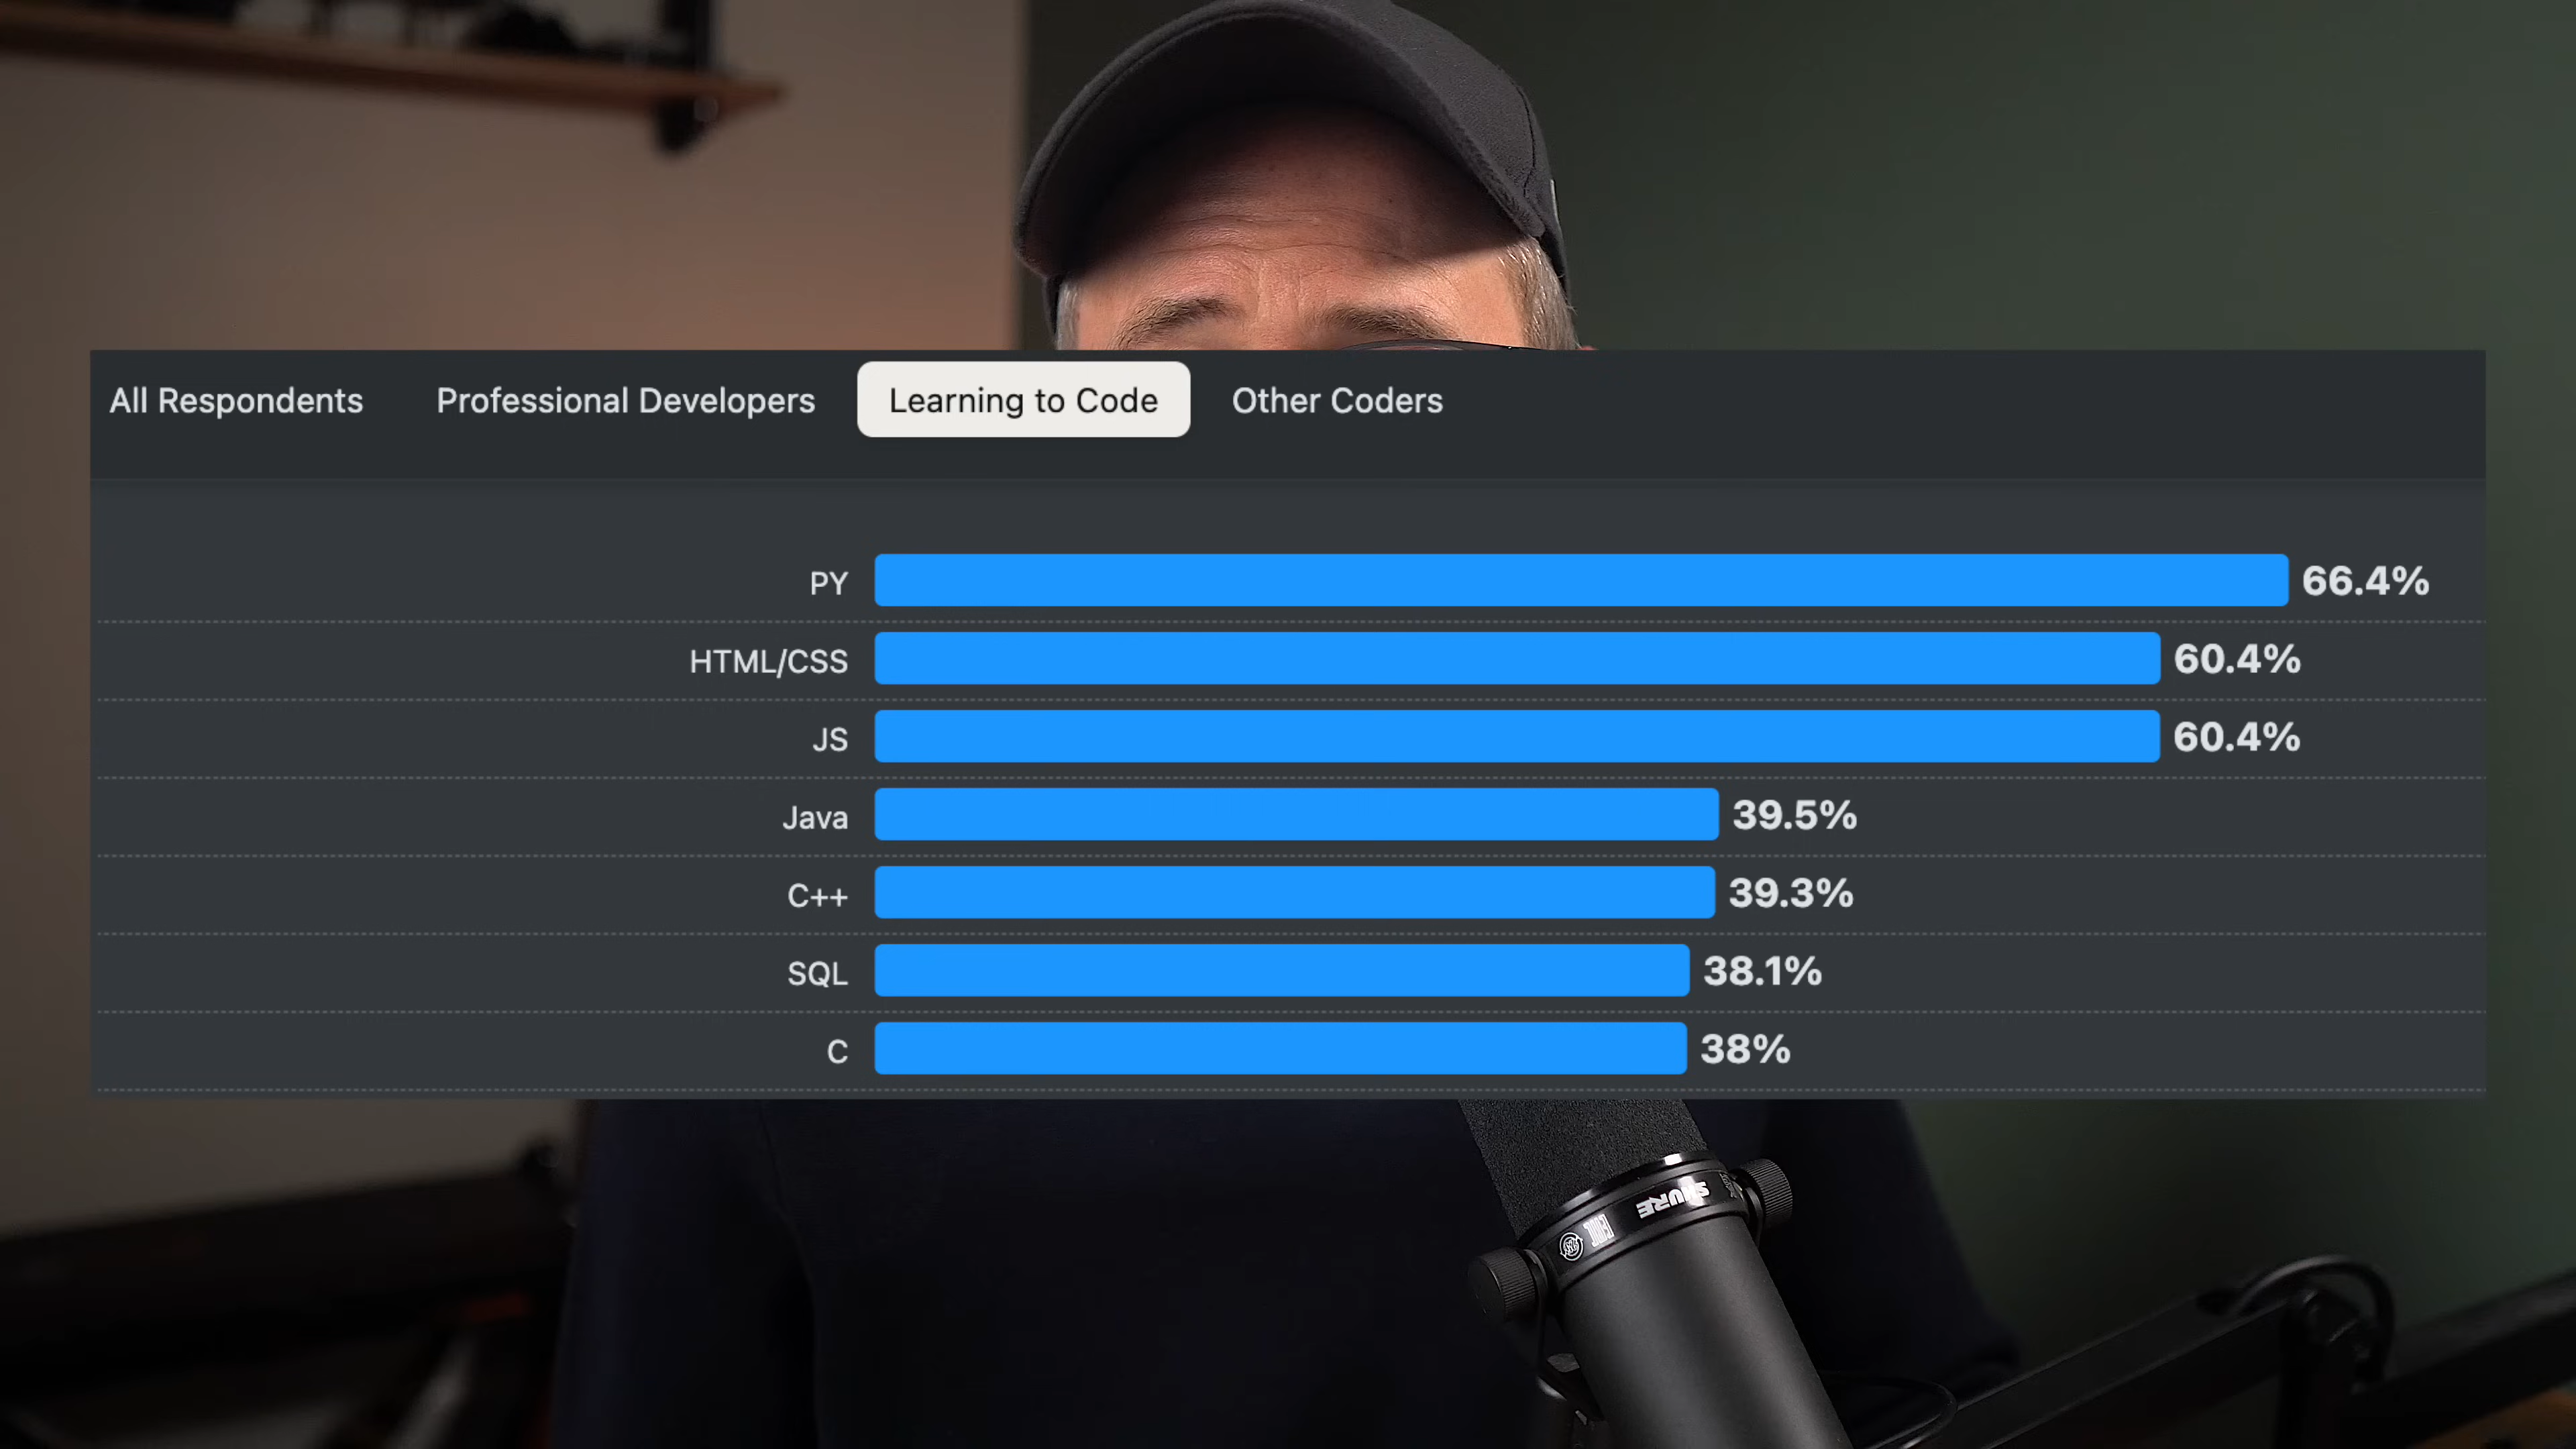 All Respondents Professional Developers Learning to Code Other Coders
PY 66.4%
HTML/CSS 60.4%
JS 60.4%
Java 39.5%
C++ 39.3%
SQL 38.1%
C 38%
SHURE